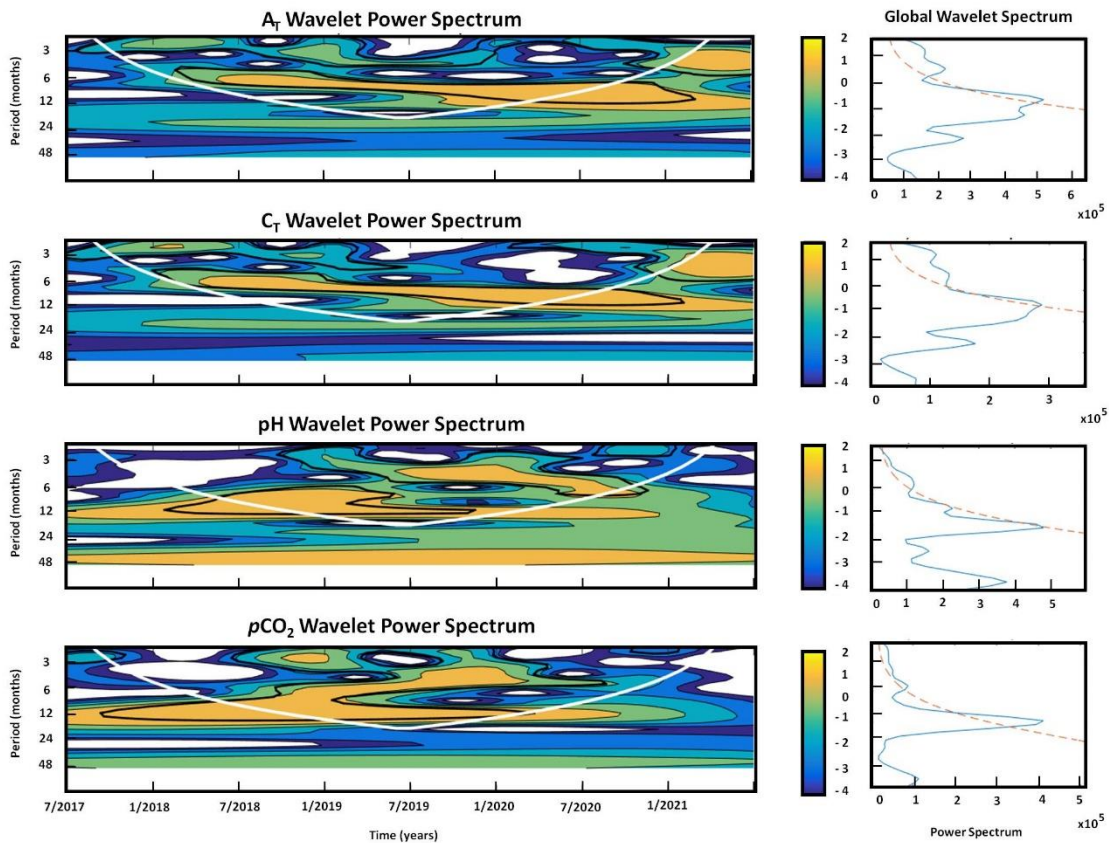 A_T Wavelet Power Spectrum
Global Wavelet Spectrum
Period (months)
3
6
12
24
48
2
1
0
-1
-2
-3
-4
0 1 2 3 4 5 6
x10⁵
C_T Wavelet Power Spectrum
Period (months)
3
6
12
24
48
2
1
0
-1
-2
-3
-4
0 1 2 3
x10⁵
pH Wavelet Power Spectrum
Period (months)
3
6
12
24
48
2
1
0
-1
-2
-3
-4
0 1 2 3 4 5
pCO₂ Wavelet Power Spectrum
Period (months)
3
6
12
24
48
2
1
0
-1
-2
-3
-4
7/2017 1/2018 7/2018 1/2019 7/2019 1/2020 7/2020 1/2021
Time (years)
0 1 2 3 4 5
x10⁵
Power Spectrum